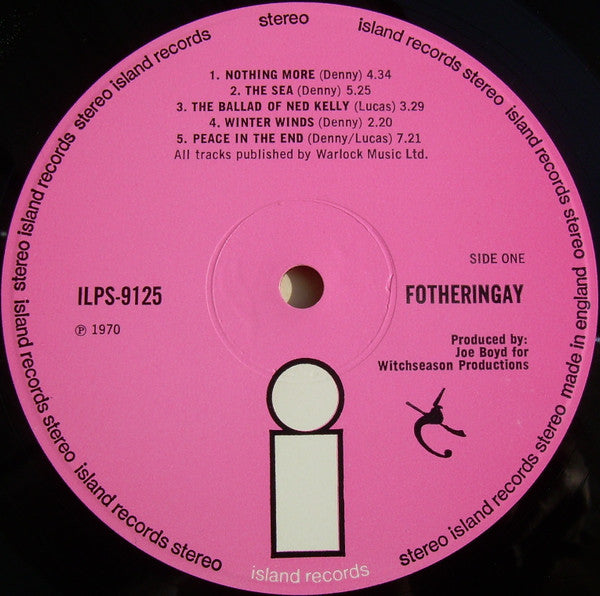 stereo
island records
stereo island records
island records stereo
stereo island records
made in england
stereo island records
island records stereo
island records stereo
island records
1. NOTHING MORE (Denny) 4.34
2. THE SEA (Denny) 5.25
3. THE BALLAD OF NED KELLY (Lucas) 3.29
4. WINTER WINDS (Denny) 2.20
5. PEACE IN THE END (Denny/Lucas) 7.21
All tracks published by Warlock Music Ltd.
SIDE ONE
ILPS-9125
FOTHERINGAY
℗ 1970
Produced by:
Joe Boyd for
Witchseason Productions
i